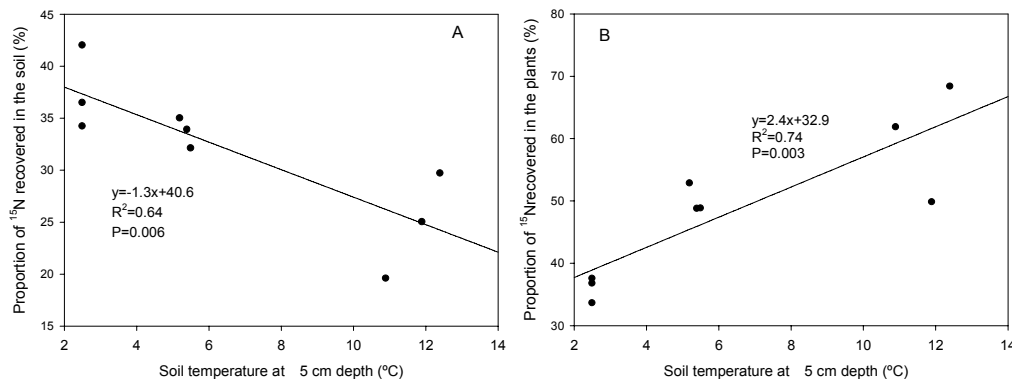 A
Proportion of ¹⁵N recovered in the soil (%)
45
40
35
30
25
20
15
y=-1.3x+40.6
R²=0.64
P=0.006
2 4 6 8 10 12 14
Soil temperature at 5 cm depth (ºC)
B
Proportion of ¹⁵Nrecovered in the plants (%)
80
70
60
50
40
30
y=2.4x+32.9
R²=0.74
P=0.003
2 4 6 8 10 12 14
Soil temperature at 5 cm depth (ºC)